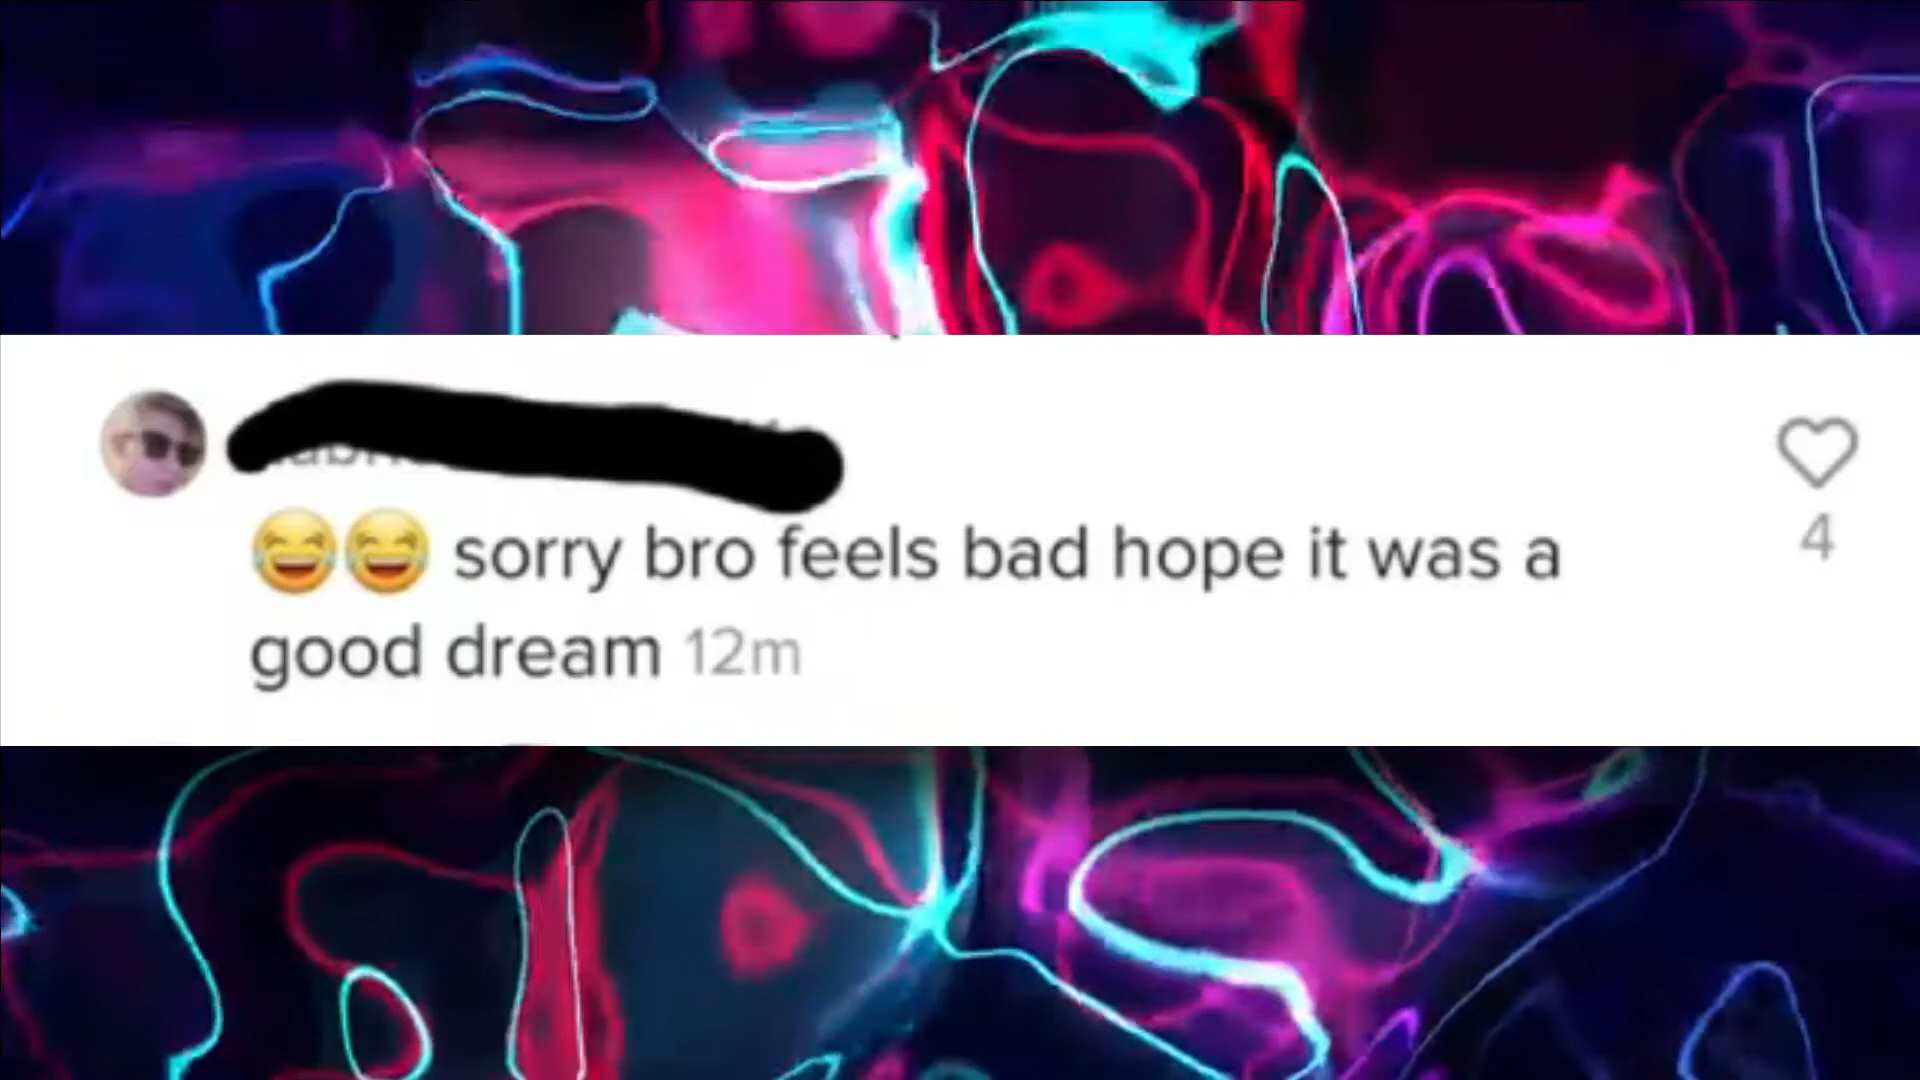 😂😂 sorry bro feels bad hope it was a
4
good dream 12m